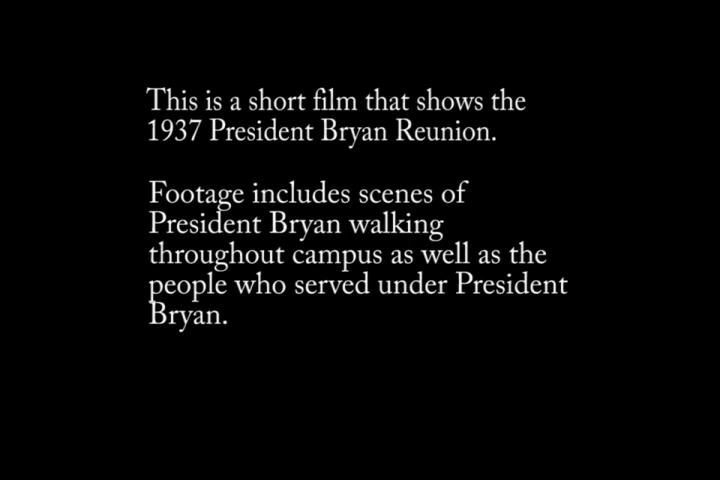 This is a short film that shows the
1937 President Bryan Reunion.
Footage includes scenes of
President Bryan walking
throughout campus as well as the
people who served under President
Bryan.